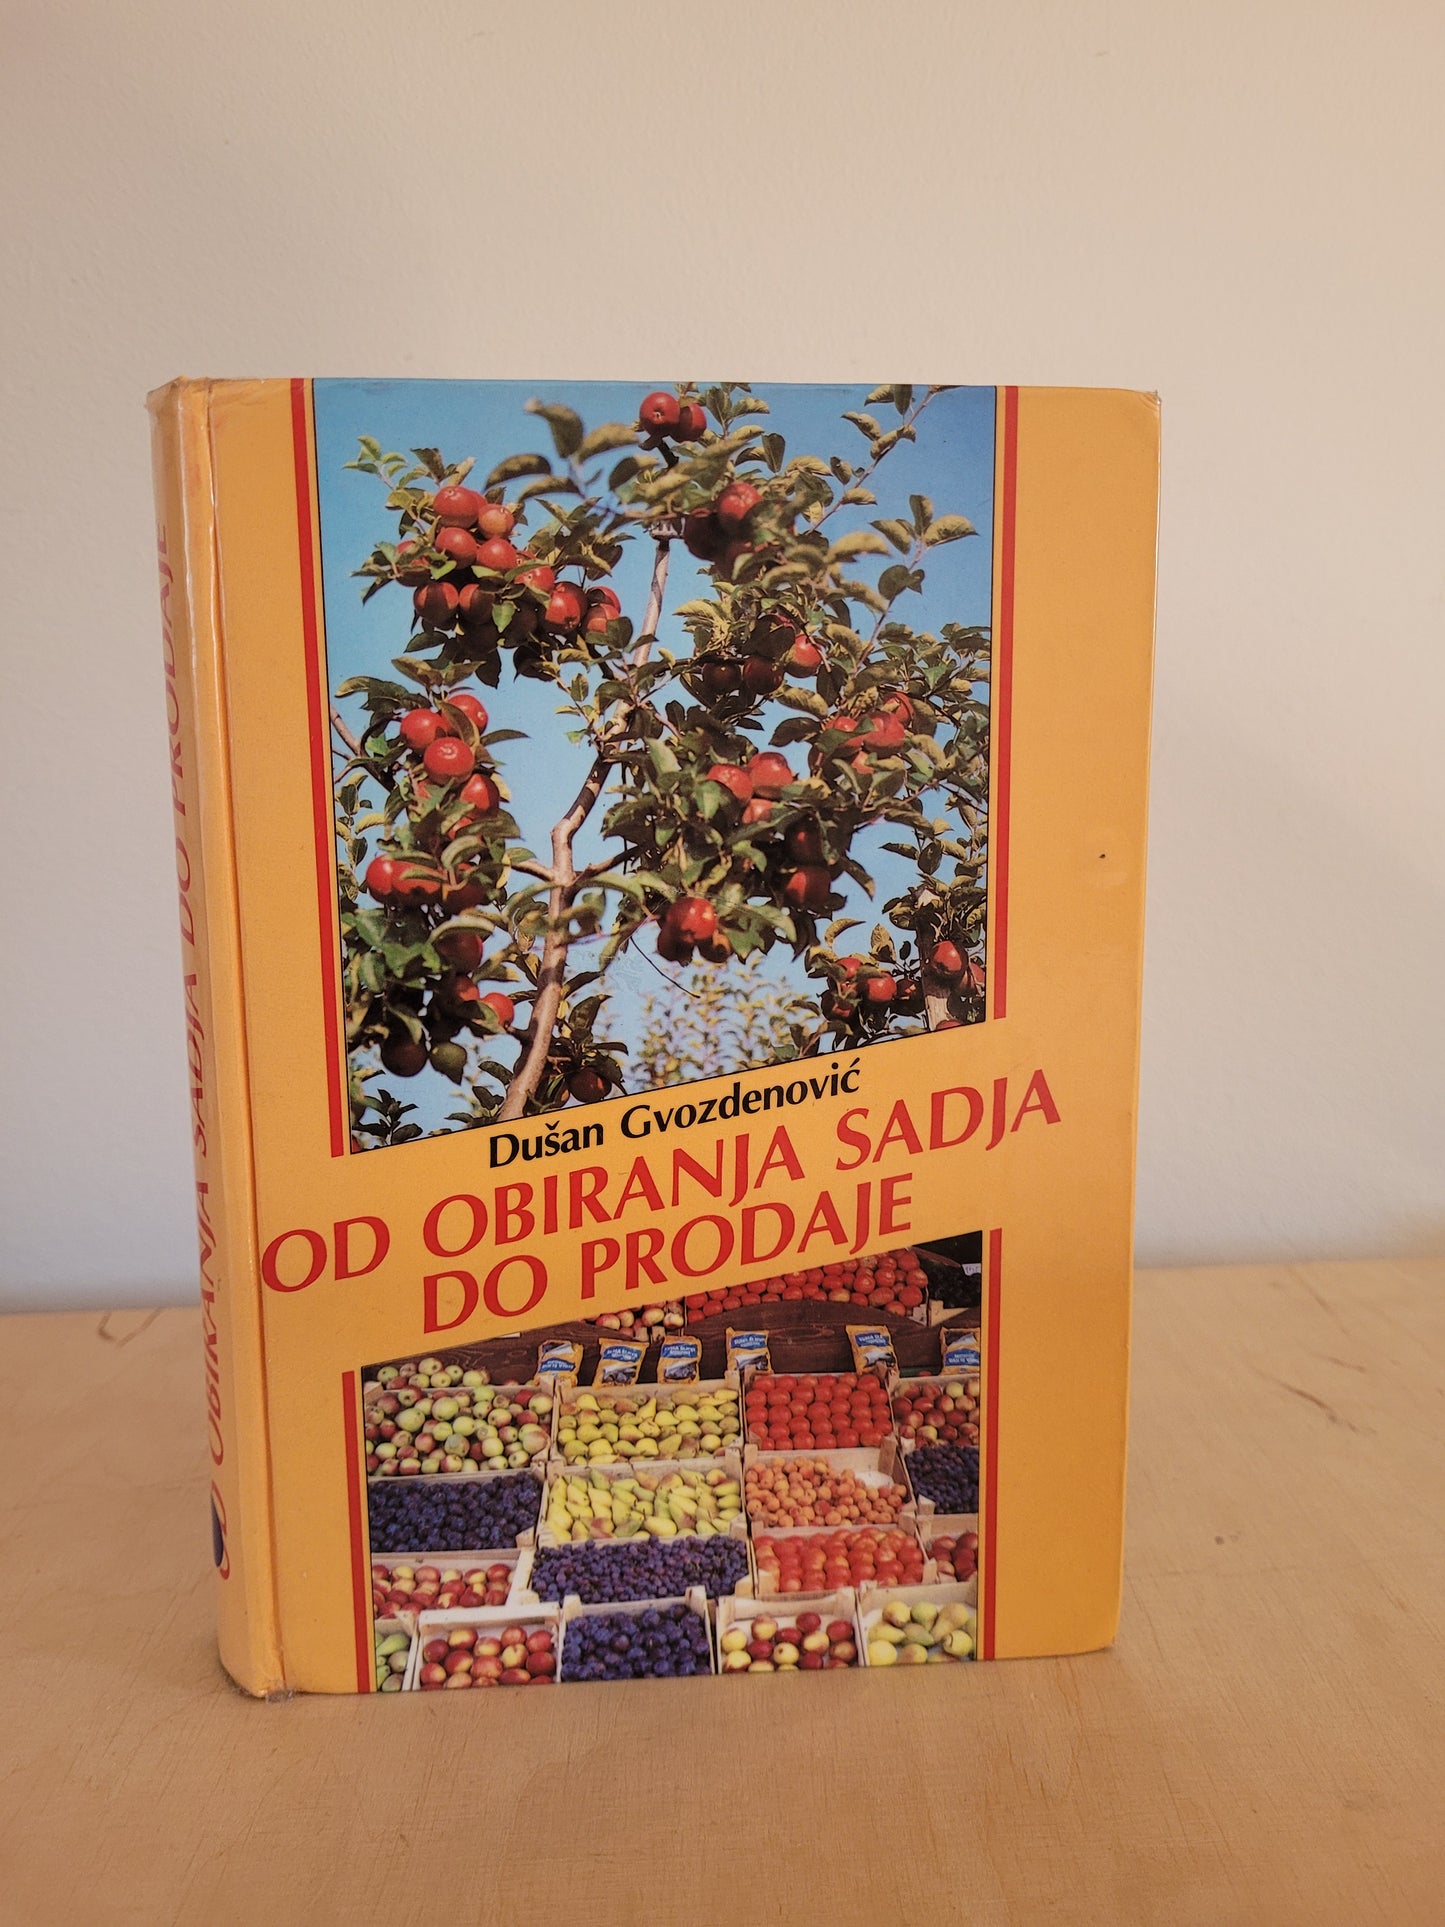 Dušan Gvozdenović
OD OBIRANJA SADJA
DO PRODAJE
OD OBIRANJA SADJA DO PRODAJE